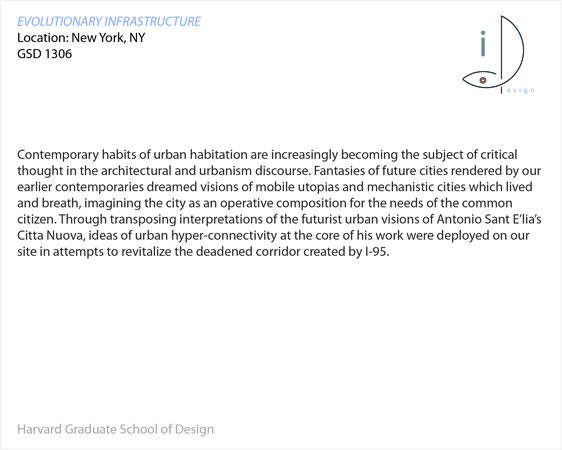 EVOLUTIONARY INFRASTRUCTURE
Location: New York, NY
GSD 1306
i
esign
Contemporary habits of urban habitation are increasingly becoming the subject of critical
thought in the architectural and urbanism discourse. Fantasies of future cities rendered by our
earlier contemporaries dreamed visions of mobile utopias and mechanistic cities which lived
and breath, imagining the city as an operative composition for the needs of the common
citizen. Through transposing interpretations of the futurist urban visions of Antonio Sant E'lia's
Citta Nuova, ideas of urban hyper-connectivity at the core of his work were deployed on our
site in attempts to revitalize the deadened corridor created by I-95.
Harvard Graduate School of Design